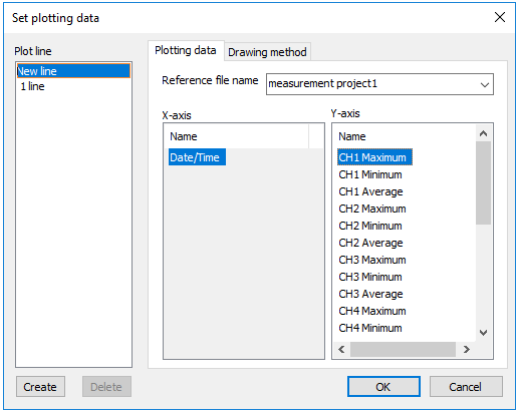 Set plotting data
Plot line
New line
1 line
Plotting data
Drawing method
Reference file name
measurement project1
X-axis
Name
Date/Time
Y-axis
Name
CH1 Maximum
CH1 Minimum
CH1 Average
CH2 Maximum
CH2 Minimum
CH2 Average
CH3 Maximum
CH3 Minimum
CH3 Average
CH4 Maximum
CH4 Minimum
Create
Delete
OK
Cancel